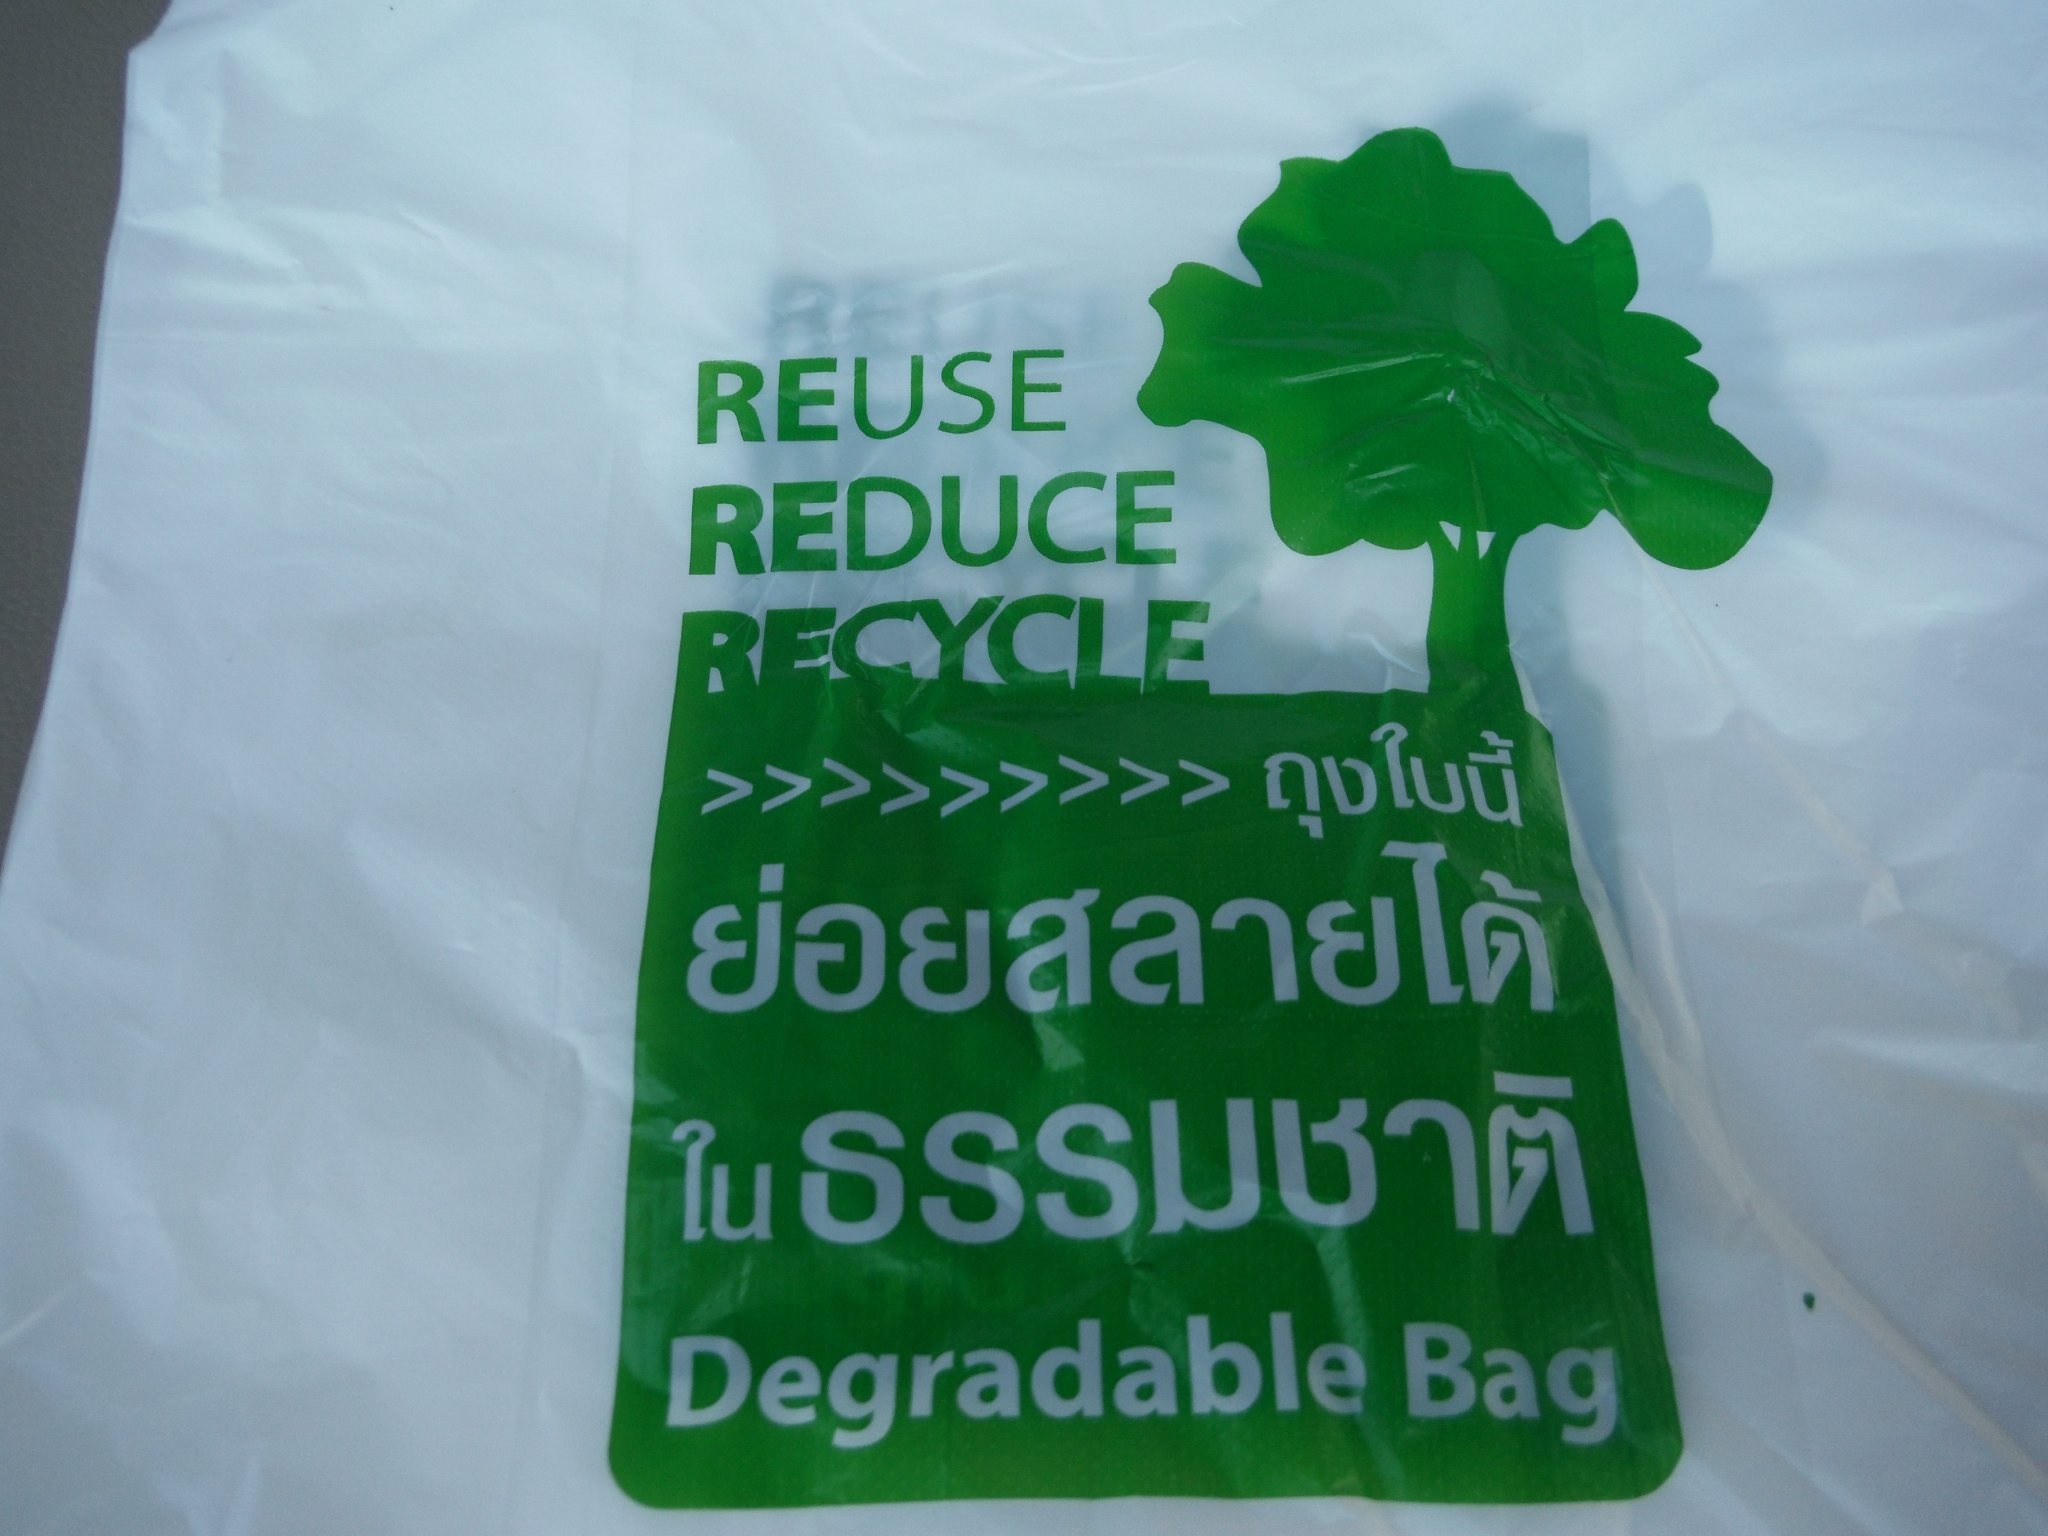 REUSE
REDUCE
RECYCLE
>>>>>>>>> ถุงใบนี้
ย่อยสลายได้
ใน ธรรมชาติ
Degradable Bag